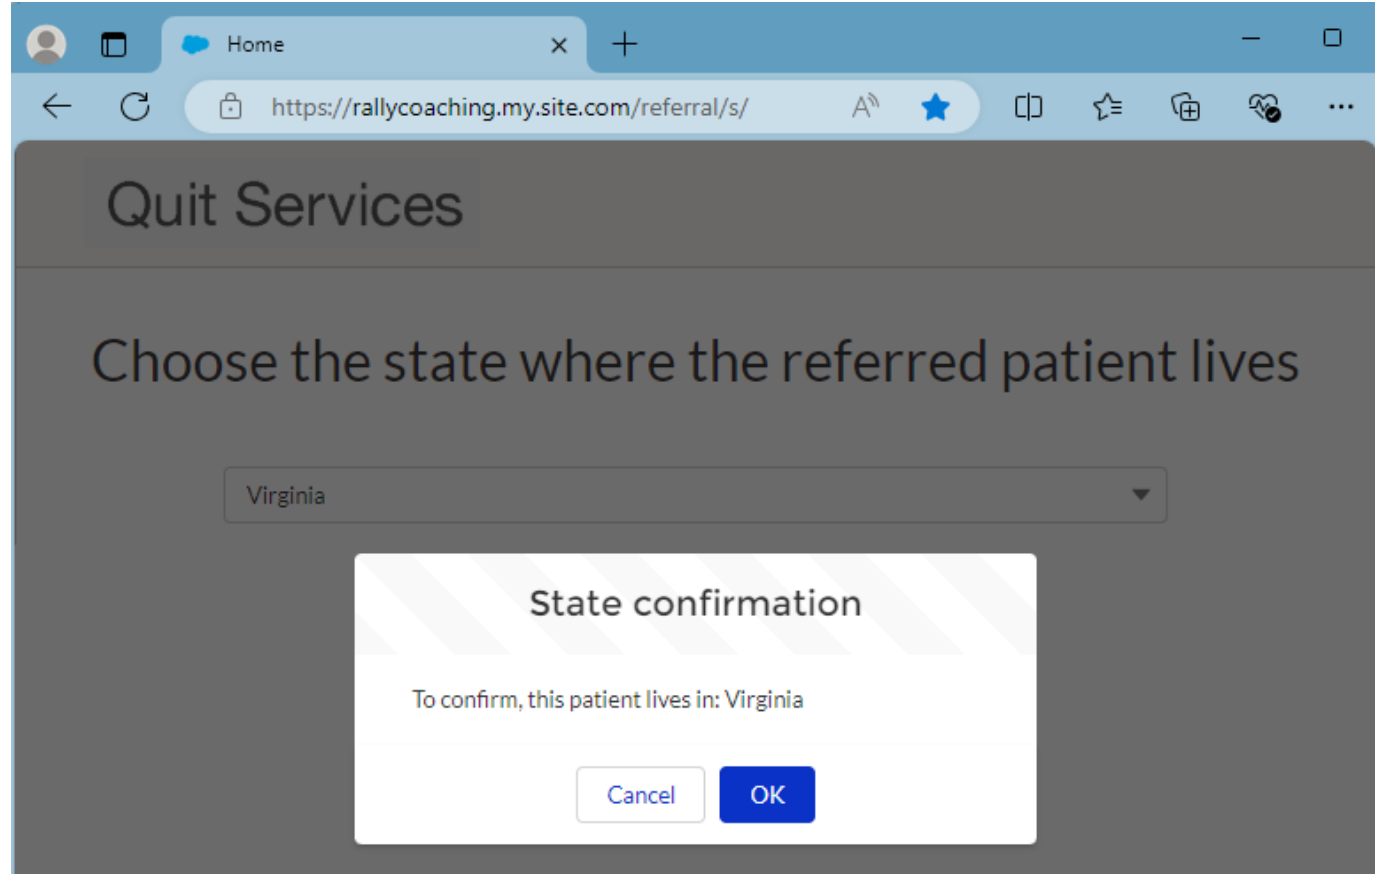 Home
https://rallycoaching.my.site.com/referral/s/
Quit Services
Choose the state where the referred patient lives
Virginia
State confirmation
To confirm, this patient lives in: Virginia
Cancel OK